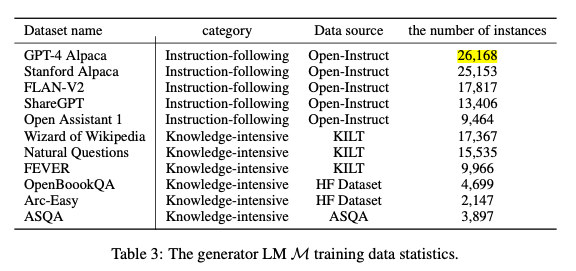 Dataset name category Data source the number of instances
GPT-4 Alpaca Instruction-following Open-Instruct 26,168
Stanford Alpaca Instruction-following Open-Instruct 25,153
FLAN-V2 Instruction-following Open-Instruct 17,817
ShareGPT Instruction-following Open-Instruct 13,406
Open Assistant 1 Instruction-following Open-Instruct 9,464
Wizard of Wikipedia Knowledge-intensive KILT 17,367
Natural Questions Knowledge-intensive KILT 15,535
FEVER Knowledge-intensive KILT 9,966
OpenBoookQA Knowledge-intensive HF Dataset 4,699
Arc-Easy Knowledge-intensive HF Dataset 2,147
ASQA Knowledge-intensive ASQA 3,897
Table 3: The generator LM M training data statistics.